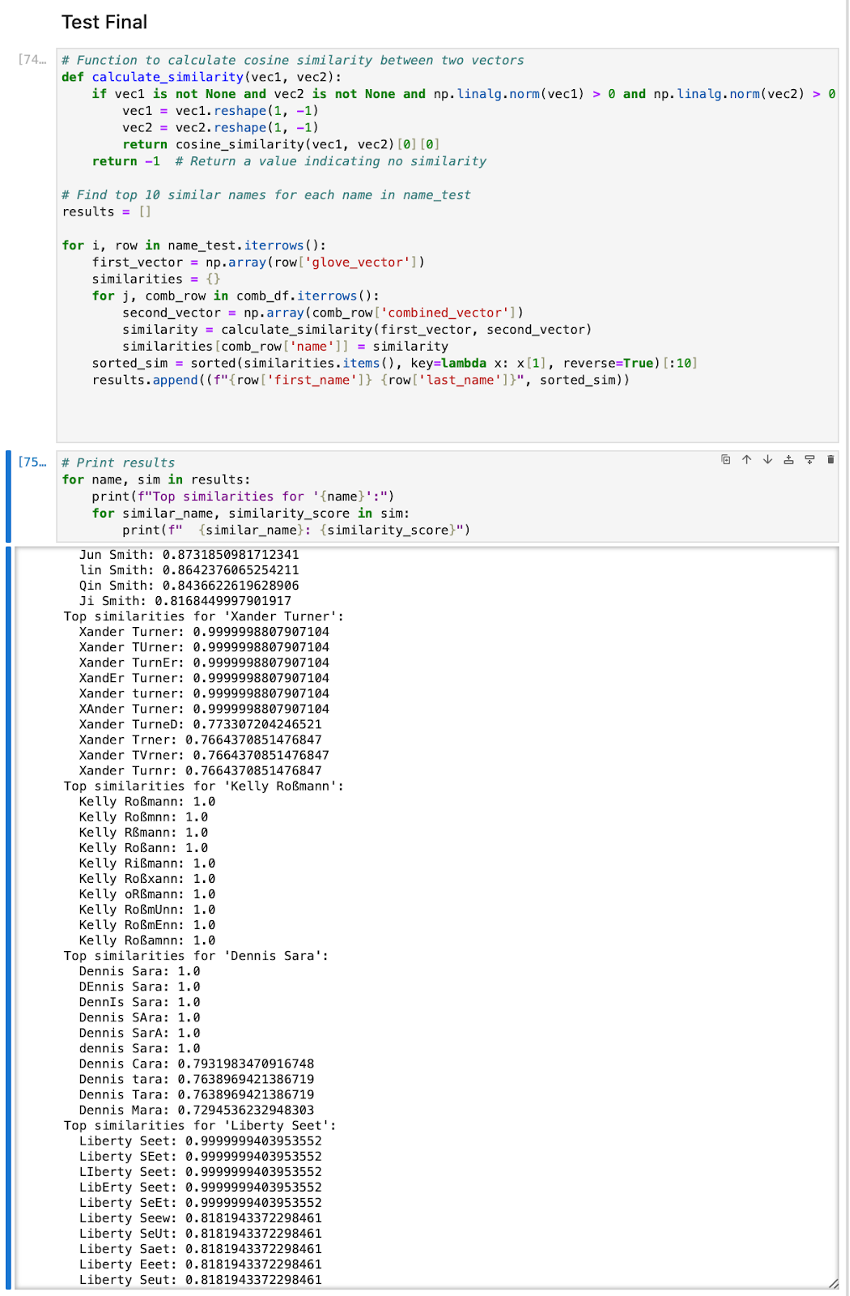 Test Final
[74…
# Function to calculate cosine similarity between two vectors
def calculate_similarity(vec1, vec2):
    if vec1 is not None and vec2 is not None and np.linalg.norm(vec1) > 0 and np.linalg.norm(vec2) > 0
        vec1 = vec1.reshape(1, -1)
        vec2 = vec2.reshape(1, -1)
        return cosine_similarity(vec1, vec2)[0][0]
    return -1  # Return a value indicating no similarity
# Find top 10 similar names for each name in name_test
results = []
for i, row in name_test.iterrows():
    first_vector = np.array(row['glove_vector'])
    similarities = {}
    for j, comb_row in comb_df.iterrows():
        second_vector = np.array(comb_row['combined_vector'])
        similarity = calculate_similarity(first_vector, second_vector)
        similarities[comb_row['name']] = similarity
    sorted_sim = sorted(similarities.items(), key=lambda x: x[1], reverse=True)[:10]
    results.append((f"{row['first_name']} {row['last_name']}", sorted_sim))
[75…
# Print results
for name, sim in results:
    print(f"Top similarities for '{name}':")
    for similar_name, similarity_score in sim:
        print(f"  {similar_name}: {similarity_score}")
  Jun Smith: 0.8731850981712341
  lin Smith: 0.8642376065254211
  Qin Smith: 0.8436622619628906
  Ji Smith: 0.8168449997901917
Top similarities for 'Xander Turner':
  Xander Turner: 0.9999998807907104
  Xander TUrner: 0.9999998807907104
  Xander TurnEr: 0.9999998807907104
  XandEr Turner: 0.9999998807907104
  Xander turner: 0.9999998807907104
  XAnder Turner: 0.9999998807907104
  Xander TurneD: 0.773307204246521
  Xander Trner: 0.7664370851476847
  Xander TVrner: 0.7664370851476847
  Xander Turnr: 0.7664370851476847
Top similarities for 'Kelly Roßmann':
  Kelly Roßmann: 1.0
  Kelly Roßmnn: 1.0
  Kelly Rßmann: 1.0
  Kelly Roßann: 1.0
  Kelly Rißmann: 1.0
  Kelly Roßxann: 1.0
  Kelly oRßmann: 1.0
  Kelly RoßmUnn: 1.0
  Kelly RoßmEnn: 1.0
  Kelly Roßamnn: 1.0
Top similarities for 'Dennis Sara':
  Dennis Sara: 1.0
  DEnnis Sara: 1.0
  DennIs Sara: 1.0
  Dennis SAra: 1.0
  Dennis SarA: 1.0
  dennis Sara: 1.0
  Dennis Cara: 0.7931983470916748
  Dennis tara: 0.7638969421386719
  Dennis Tara: 0.7638969421386719
  Dennis Mara: 0.7294536232948303
Top similarities for 'Liberty Seet':
  Liberty Seet: 0.9999999403953552
  Liberty SEet: 0.9999999403953552
  LIberty Seet: 0.9999999403953552
  LibErty Seet: 0.9999999403953552
  Liberty SeEt: 0.9999999403953552
  Liberty Seew: 0.8181943372298461
  Liberty SeUt: 0.8181943372298461
  Liberty Saet: 0.8181943372298461
  Liberty Eeet: 0.8181943372298461
  Liberty Seut: 0.8181943372298461